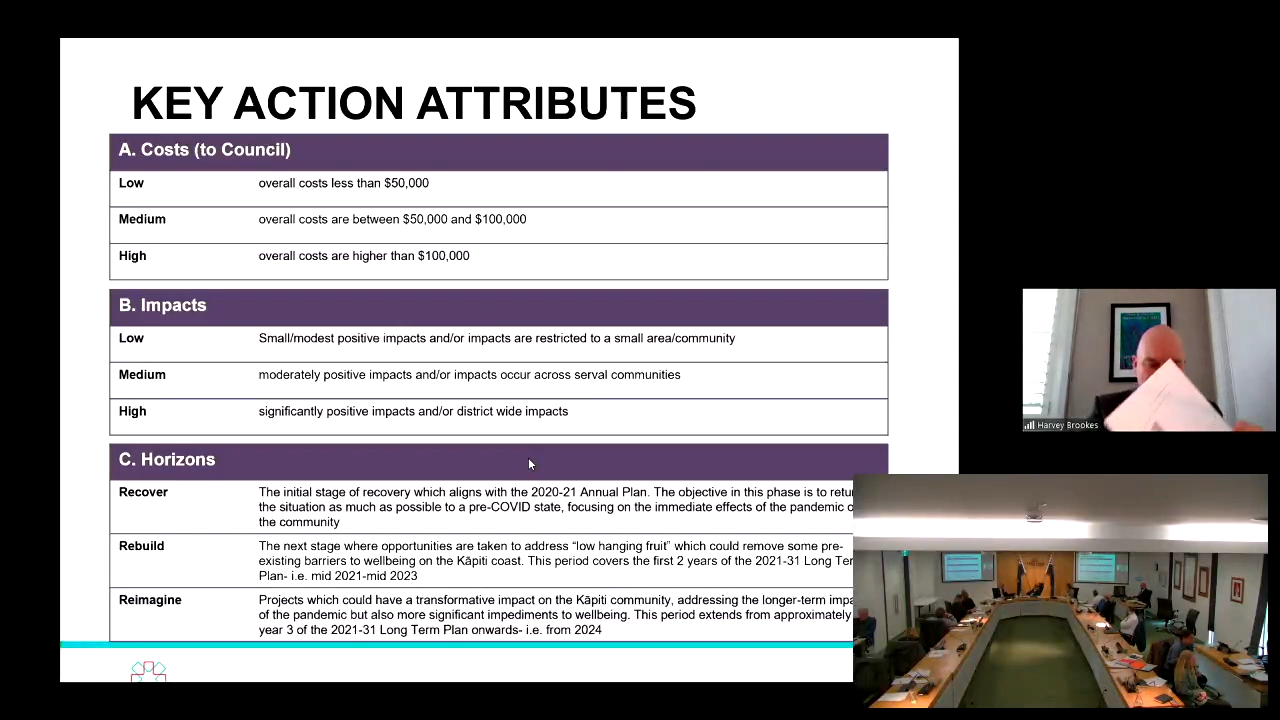 KEY ACTION ATTRIBUTES
A. Costs (to Council)
Low overall costs less than $50,000
Medium overall costs are between $50,000 and $100,000
High overall costs are higher than $100,000
B. Impacts
Low Small/modest positive impacts and/or impacts are restricted to a small area/community
Medium moderately positive impacts and/or impacts occur across serval communities
High significantly positive impacts and/or district wide impacts
C. Horizons
Recover The initial stage of recovery which aligns with the 2020-21 Annual Plan. The objective in this phase is to
the situation as much as possible to a pre-COVID state, focusing on the immediate effects of the pandemic
the community
Rebuild The next stage where opportunities are taken to address “low hanging fruit” which could remove some pre-
existing barriers to wellbeing on the Kāpiti coast. This period covers the first 2 years of the 2021-31 Long
Plan- i.e. mid 2021-mid 2023
Reimagine Projects which could have a transformative impact on the Kāpiti community, addressing the longer-term
of the pandemic but also more significant impediments to wellbeing. This period extends from approximately
year 3 of the 2021-31 Long Term Plan onwards- i.e. from 2024
Harvey Brookes